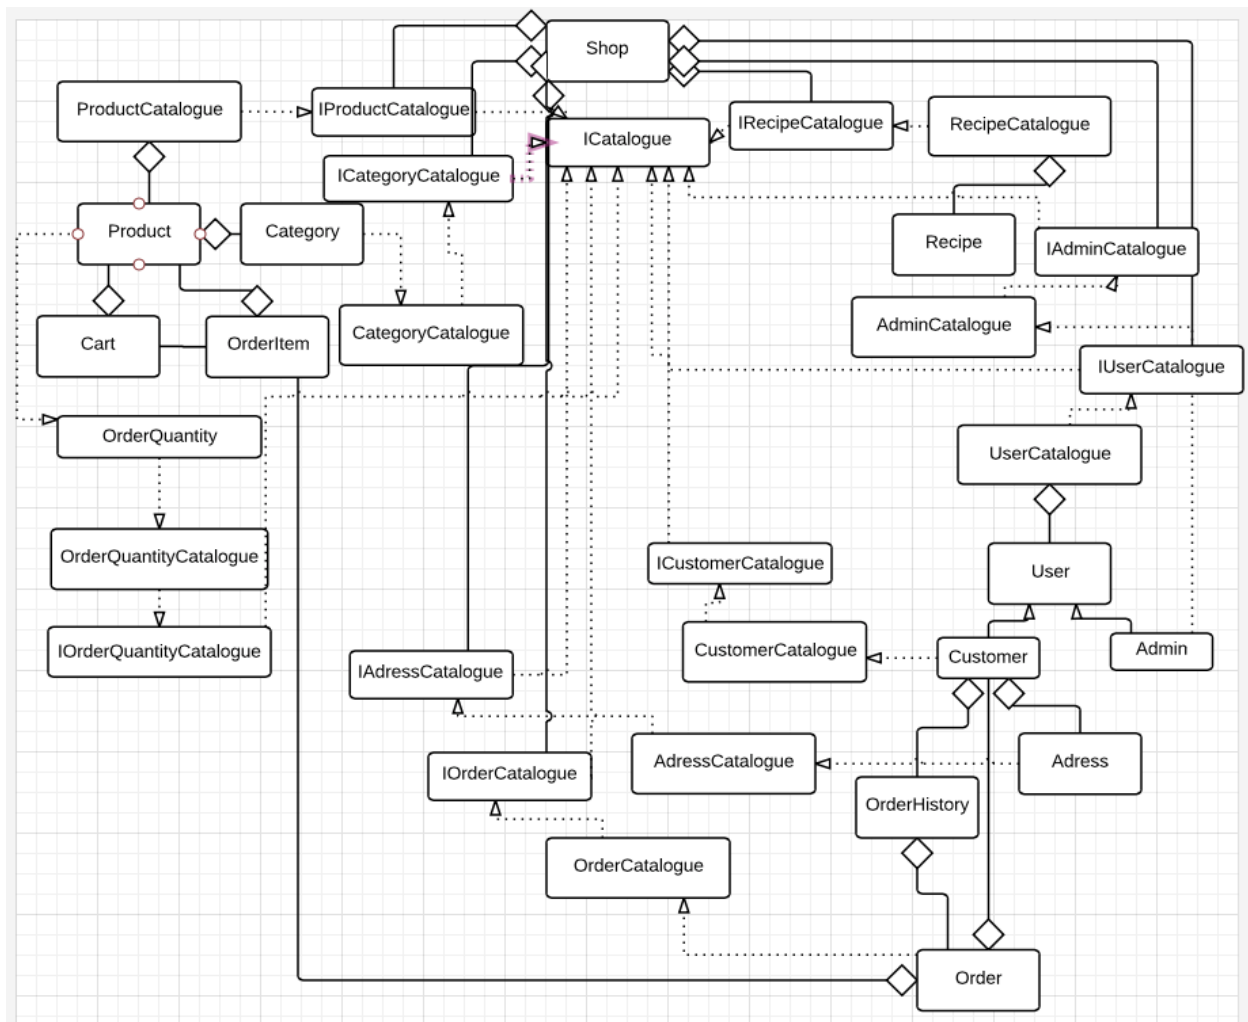 Shop
ProductCatalogue
IProductCatalogue
ICatalogue
IRecipeCatalogue
RecipeCatalogue
ICategoryCatalogue
Product
Category
Recipe
IAdminCatalogue
Cart
OrderItem
CategoryCatalogue
AdminCatalogue
IUserCatalogue
OrderQuantity
UserCatalogue
OrderQuantityCatalogue
ICustomerCatalogue
User
IOrderQuantityCatalogue
IAdressCatalogue
CustomerCatalogue
Customer
Admin
IOrderCatalogue
AdressCatalogue
Adress
OrderHistory
OrderCatalogue
Order